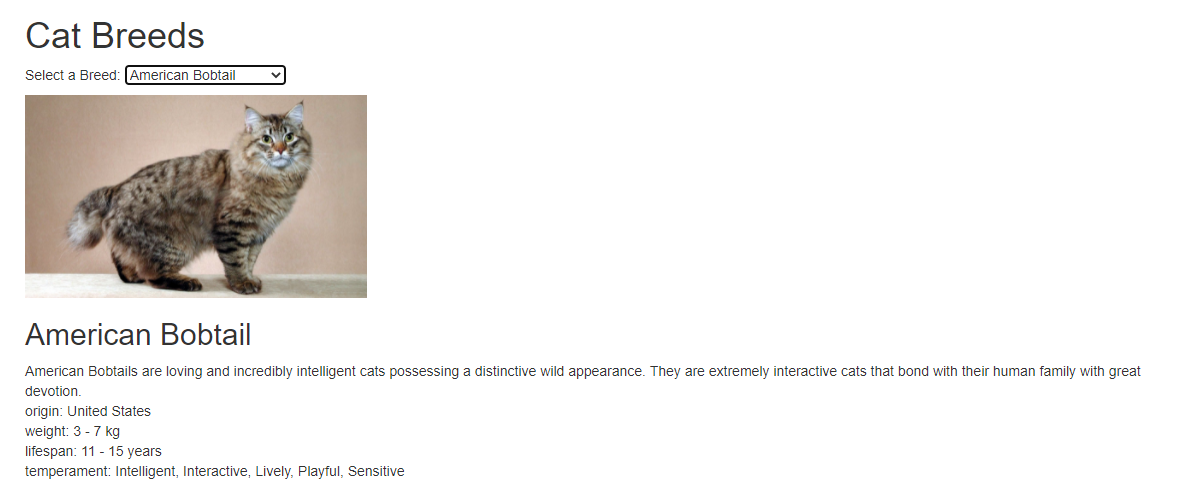 Cat Breeds
Select a Breed: American Bobtail
American Bobtail
American Bobtails are loving and incredibly intelligent cats possessing a distinctive wild appearance. They are extremely interactive cats that bond with their human family with great
devotion.
origin: United States
weight: 3 - 7 kg
lifespan: 11 - 15 years
temperament: Intelligent, Interactive, Lively, Playful, Sensitive